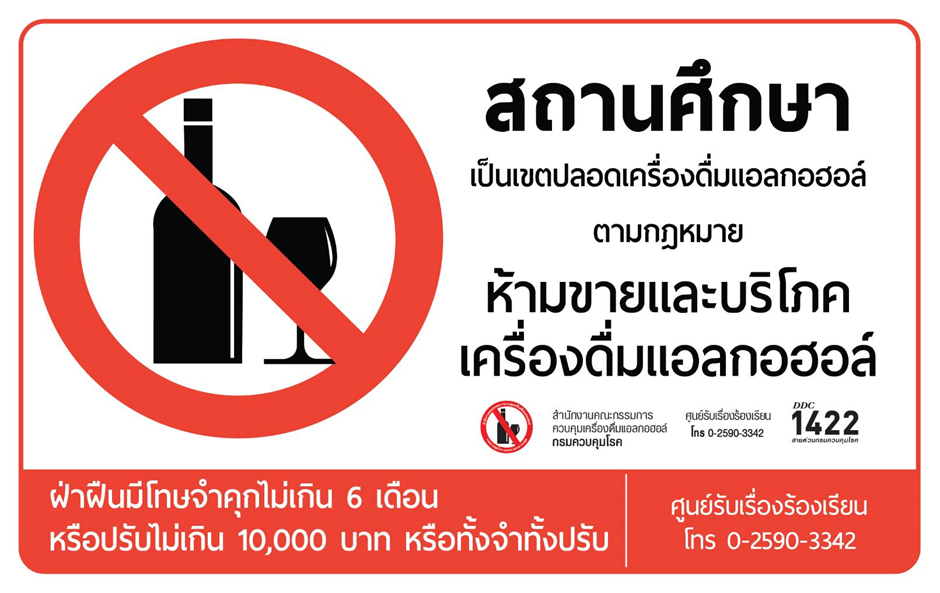 สถานศึกษา
เป็นเขตปลอดเครื่องดื่มแอลกอฮอล์
ตามกฎหมาย
ห้ามขายและบริโภค
เครื่องดื่มแอลกอฮอล์
สำนักงานคณะกรรมการ
ควบคุมเครื่องดื่มแอลกอฮอล์
กรมควบคุมโรค
ศูนย์รับเรื่องร้องเรียน
โทร 0-2590-3342
DDC
1422
สายด่วนกรมควบคุมโรค
ฝ่าฝืนมีโทษจำคุกไม่เกิน 6 เดือน
หรือปรับไม่เกิน 10,000 บาท หรือทั้งจำทั้งปรับ
ศูนย์รับเรื่องร้องเรียน
โทร 0-2590-3342